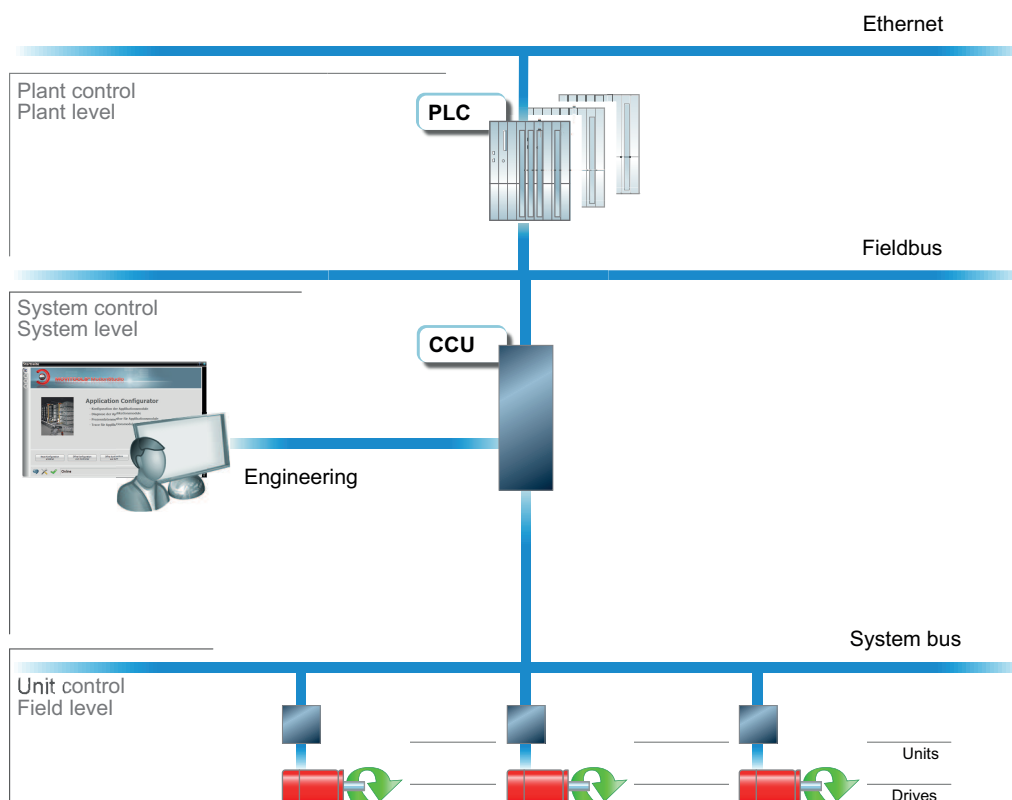 Ethernet
Plant control
Plant level
PLC
Fieldbus
System control
System level
CCU
Application Configurator
Online
Engineering
System bus
Unit control
Field level
Units
Drives